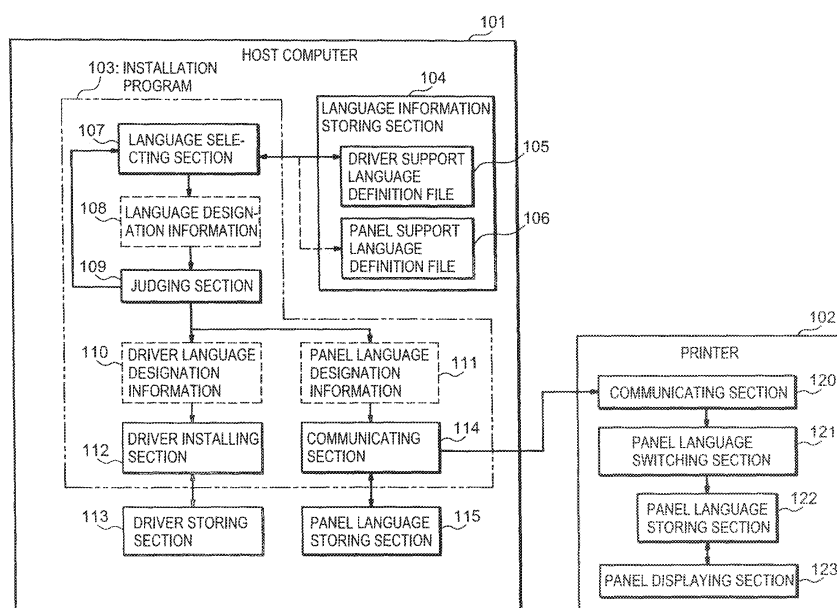 101
HOST COMPUTER
103: INSTALLATION
PROGRAM
104
LANGUAGE INFORMATION
STORING SECTION
107
LANGUAGE SELE-
CTING SECTION
105
DRIVER SUPPORT
LANGUAGE
DEFINITION FILE
108
LANGUAGE DESIGN-
ATION INFORMATION
106
PANEL SUPPORT
LANGUAGE
DEFINITION FILE
109
JUDGING SECTION
102
PRINTER
110
DRIVER LANGUAGE
DESIGNATION
INFORMATION
PANEL LANGUAGE
DESIGNATION
INFORMATION
111
COMMUNICATING SECTION
120
112
DRIVER INSTALLING
SECTION
COMMUNICATING
SECTION
114
PANEL LANGUAGE
SWITCHING SECTION
121
113
DRIVER STORING
SECTION
PANEL LANGUAGE
STORING SECTION
115
PANEL LANGUAGE
STORING SECTION
122
PANEL DISPLAYING SECTION
123